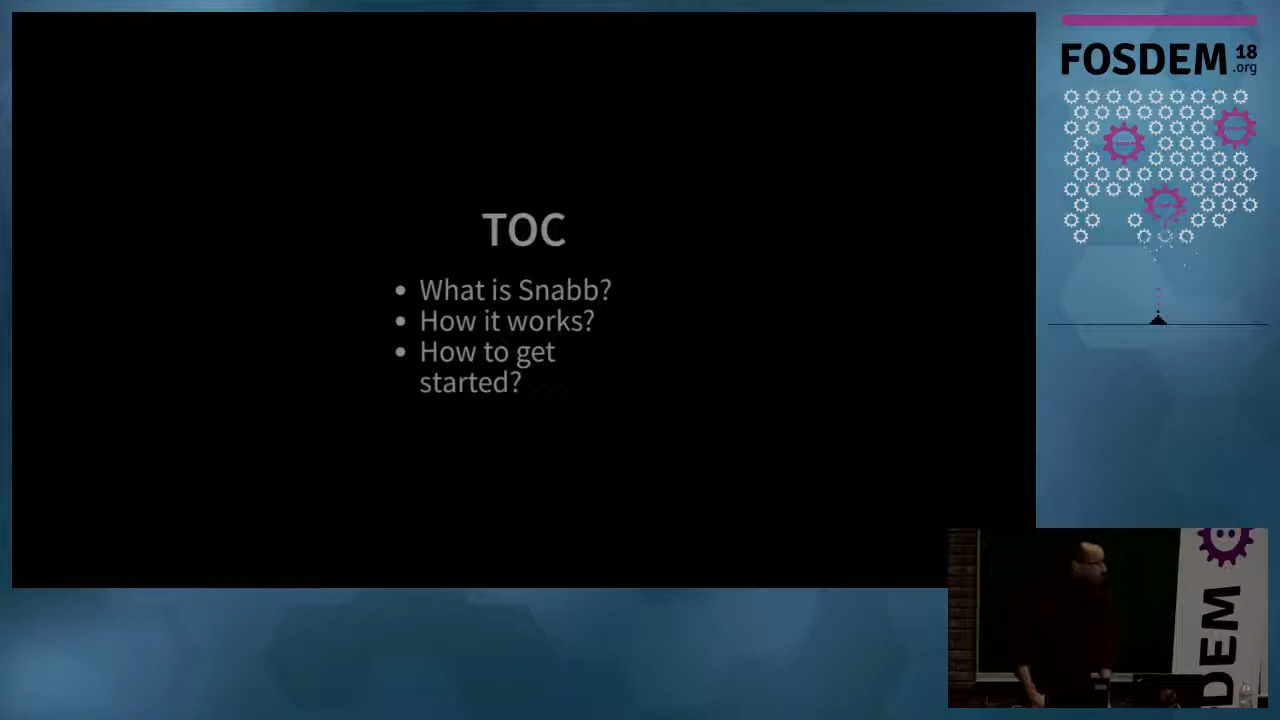 TOC
• What is Snabb?
• How it works?
• How to get
started?
FOSDEM 18
.org
DEM